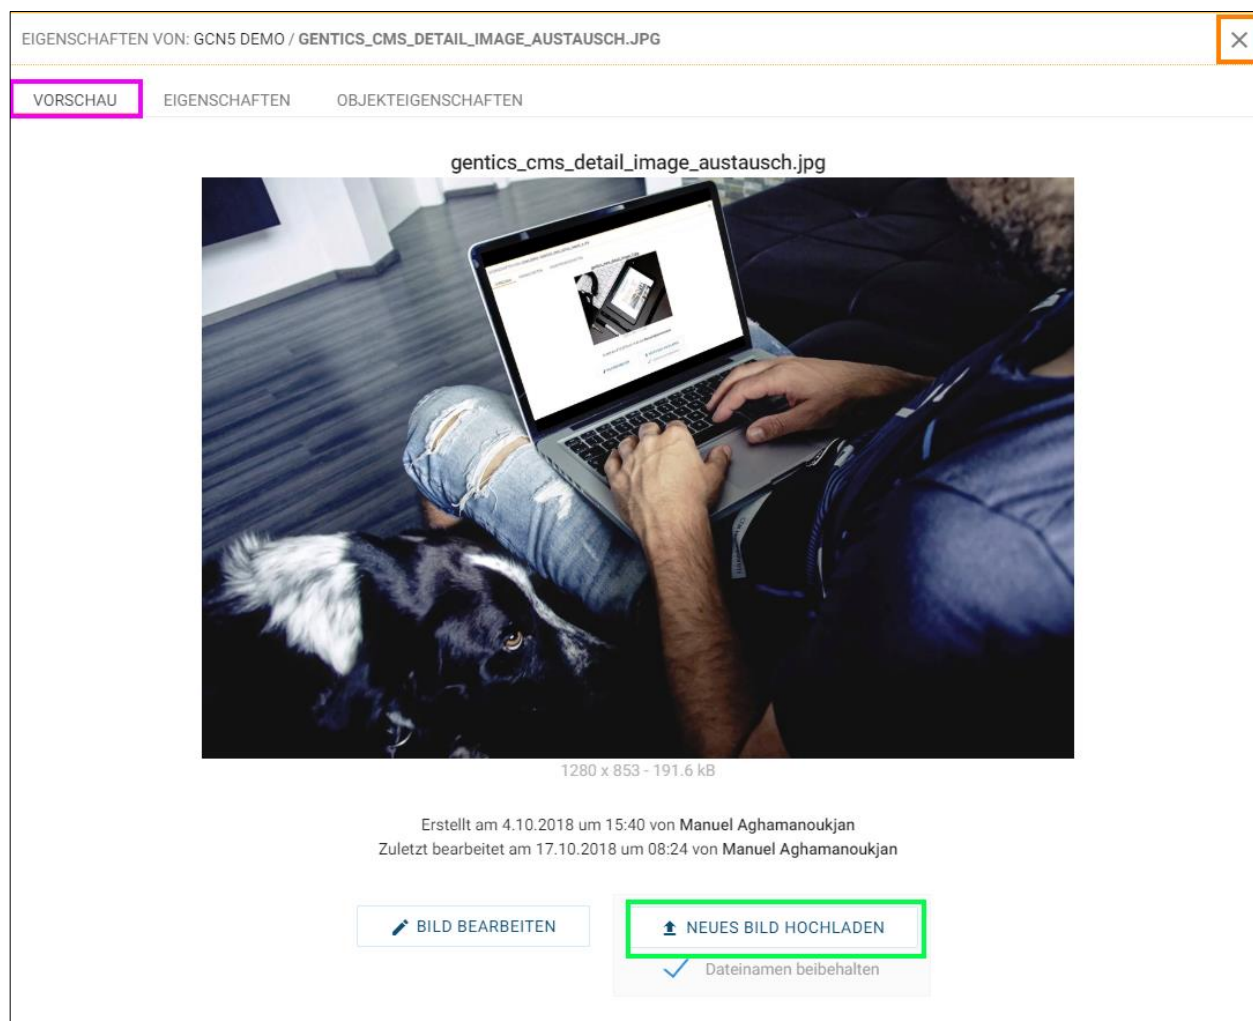 EIGENSCHAFTEN VON: GCN5 DEMO / GENTICS_CMS_DETAIL_IMAGE_AUSTAUSCH.JPG
VORSCHAU EIGENSCHAFTEN OBJEKTEIGENSCHAFTEN
gentics_cms_detail_image_austausch.jpg
1280 x 853 - 191.6 kB
Erstellt am 4.10.2018 um 15:40 von Manuel Aghamanoukjan
Zuletzt bearbeitet am 17.10.2018 um 08:24 von Manuel Aghamanoukjan
BILD BEARBEITEN
NEUES BILD HOCHLADEN
Dateinamen beibehalten